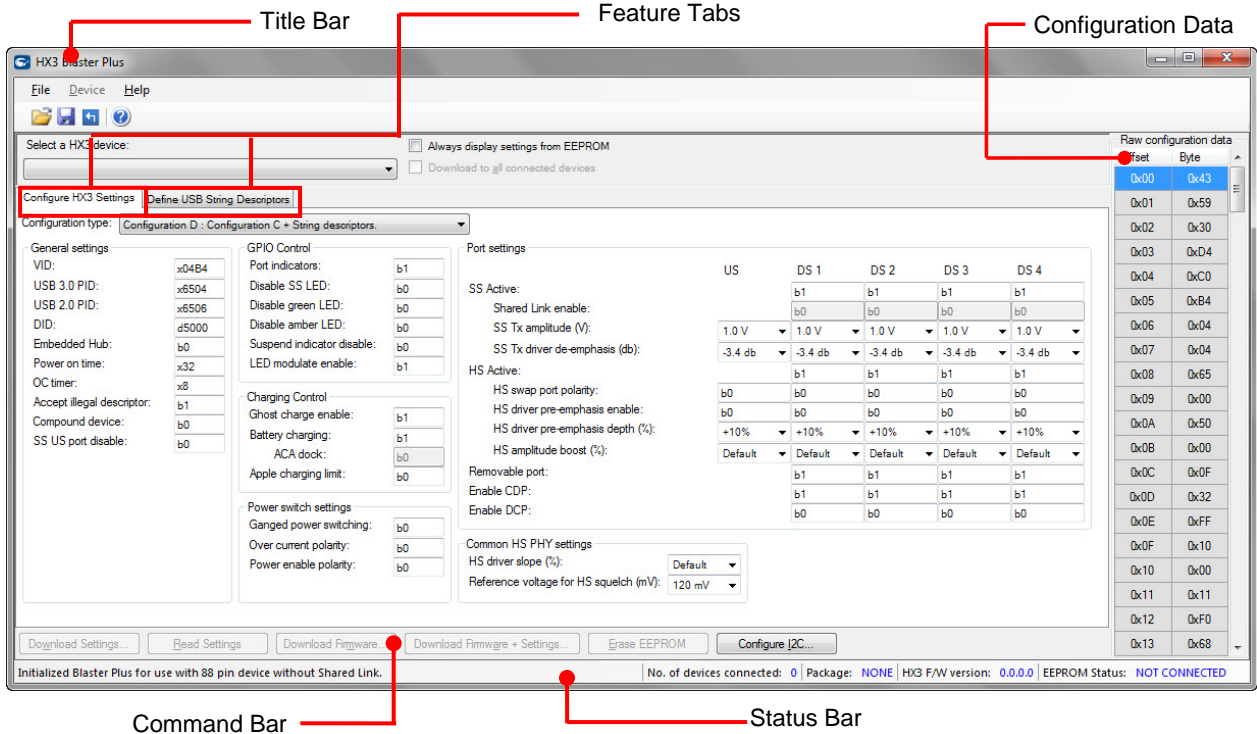 Title Bar
Feature Tabs
Configuration Data
HX3 Blaster Plus
File Device Help
Select a HX3 device:
Always display settings from EEPROM
Download to all connected devices
Raw configuration data
Offset Byte
0x00 0x43
0x01 0x59
0x02 0x30
0x03 0xD4
0x04 0xC0
0x05 0xB4
0x06 0x04
0x07 0x04
0x08 0x65
0x09 0x00
0x0A 0x50
0x0B 0x00
0x0C 0x0F
0x0D 0x32
0x0E 0xFF
0x0F 0x10
0x10 0x00
0x11 0x11
0x12 0xF0
0x13 0x68
Configure HX3 Settings Define USB String Descriptors
Configuration type: Configuration D : Configuration C + String descriptors.
General settings
VID: x04B4
USB 3.0 PID: x6504
USB 2.0 PID: x6506
DID: d5000
Embedded Hub: b0
Power on time: x32
OC timer: x8
Accept illegal descriptor: b1
Compound device: b0
SS US port disable: b0
GPIO Control
Port indicators: b1
Disable SS LED: b0
Disable green LED: b0
Disable amber LED: b0
Suspend indicator disable: b0
LED modulate enable: b1
Charging Control
Ghost charge enable: b1
Battery charging: b1
ACA dock: b0
Apple charging limit: b0
Power switch settings
Ganged power switching: b0
Over current polarity: b0
Power enable polarity: b0
Port settings
US DS 1 DS 2 DS 3 DS 4
SS Active: b1 b1 b1 b1
Shared Link enable: b0 b0 b0 b0
SS Tx amplitude (V): 1.0 V 1.0 V 1.0 V 1.0 V 1.0 V
SS Tx driver de-emphasis (db): -3.4 db -3.4 db -3.4 db -3.4 db -3.4 db
HS Active: b1 b1 b1 b1
HS swap port polarity: b0 b0 b0 b0 b0
HS driver pre-emphasis enable: b0 b0 b0 b0 b0
HS driver pre-emphasis depth (%): +10% +10% +10% +10% +10%
HS amplitude boost (%): Default Default Default Default Default
Removable port: b1 b1 b1 b1
Enable CDP: b1 b1 b1 b1
Enable DCP: b0 b0 b0 b0
Common HS PHY settings
HS driver slope (%): Default
Reference voltage for HS squelch (mV): 120 mV
Download Settings... Read Settings Download Firmware... Download Firmware + Settings... Erase EEPROM Configure I2C...
Initialized Blaster Plus for use with 88 pin device without Shared Link. No. of devices connected: 0 Package: NONE HX3 F/W version: 0.0.0.0 EEPROM Status: NOT CONNECTED
Command Bar
Status Bar